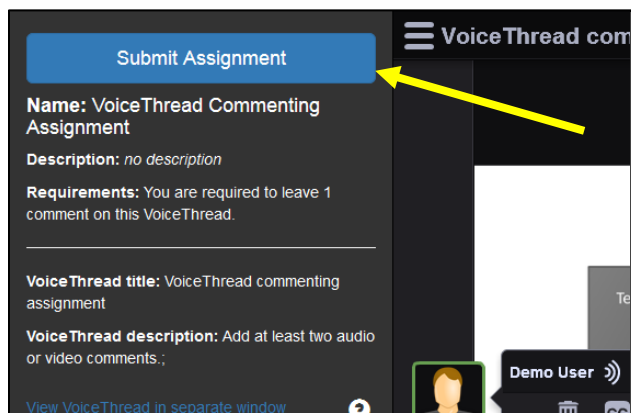 Submit Assignment
VoiceThread com
Name: VoiceThread Commenting
Assignment
Description: no description
Requirements: You are required to leave 1
comment on this VoiceThread.
VoiceThread title: VoiceThread commenting
assignment
VoiceThread description: Add at least two audio
or video comments.;
Te
Demo User
View VoiceThread in separate window
?